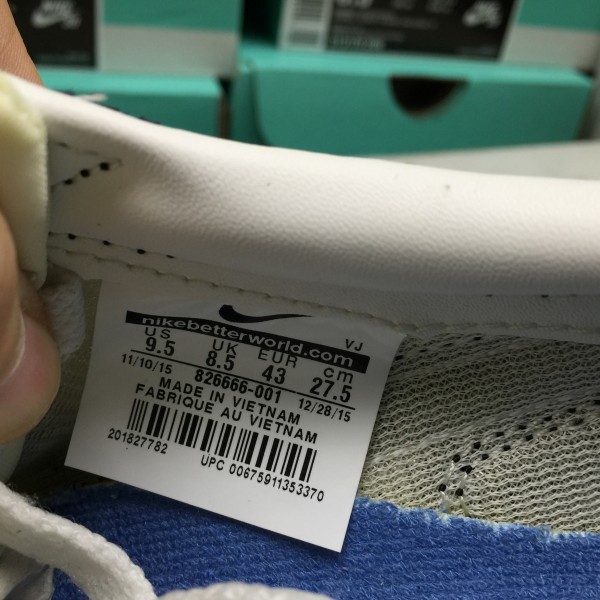 nikebetterworld.com
VJ
US UK EUR cm
9.5 8.5 43 27.5
11/10/15 826666-001 12/28/15
MADE IN VIETNAM
FABRIQUE AU VIETNAM
201827782
UPC 00675911353370